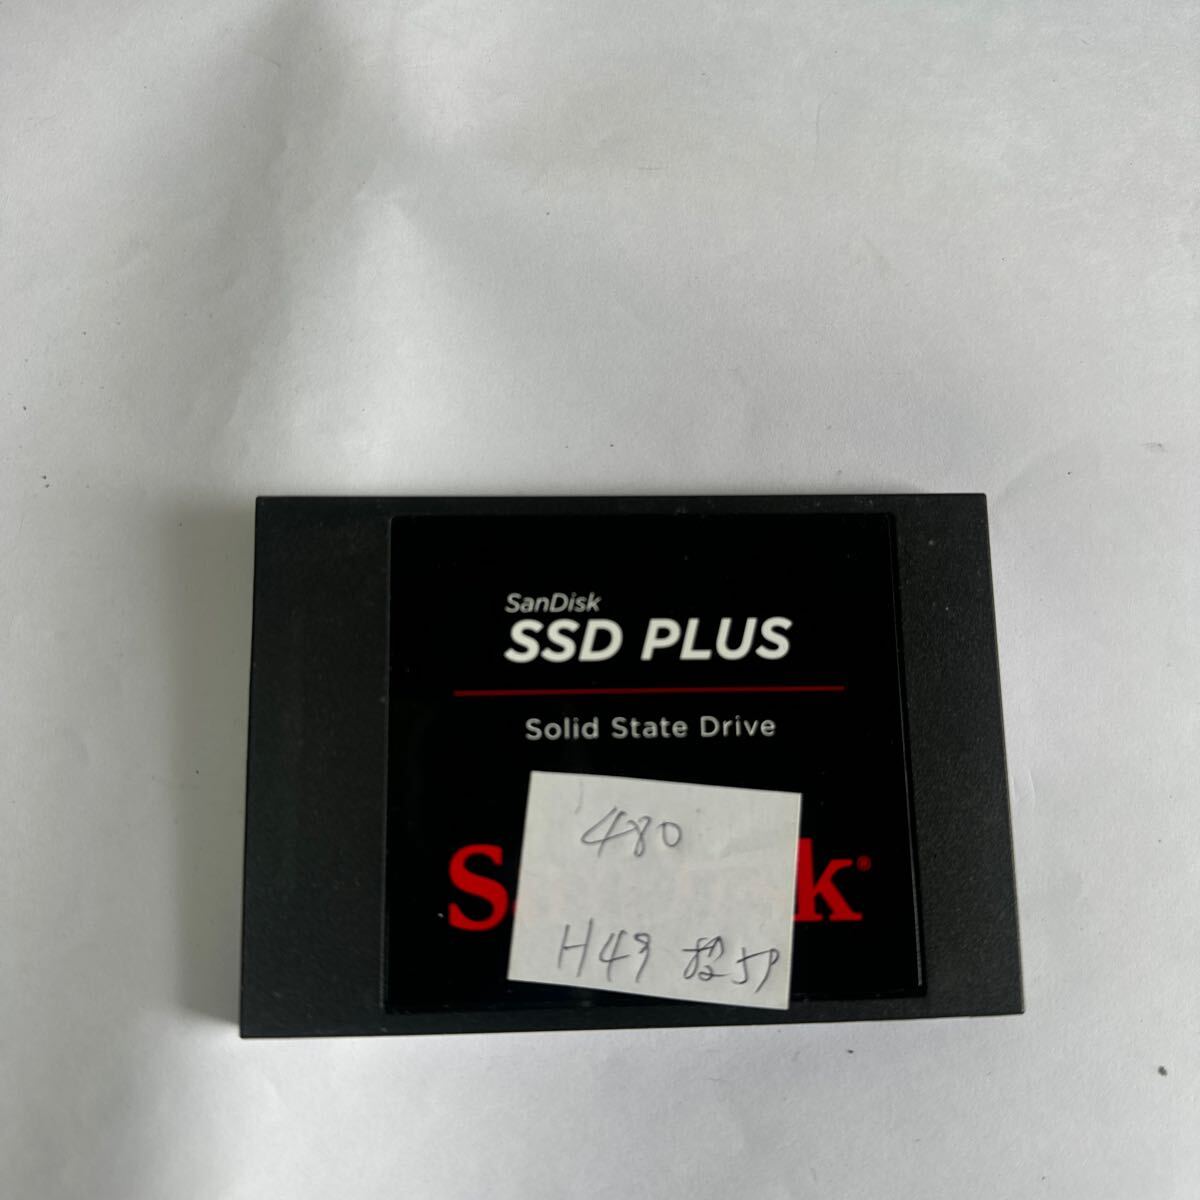 SanDisk
SSD PLUS
Solid State Drive
480
H49